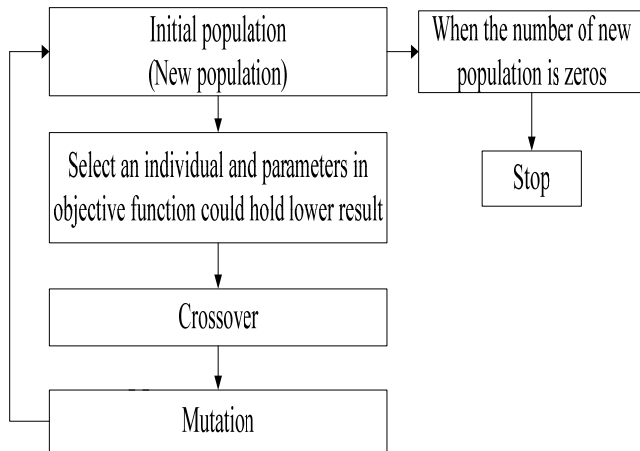 Initial population
(New population)
When the number of new
population is zeros
Select an individual and parameters in
objective function could hold lower result
Stop
Crossover
Mutation